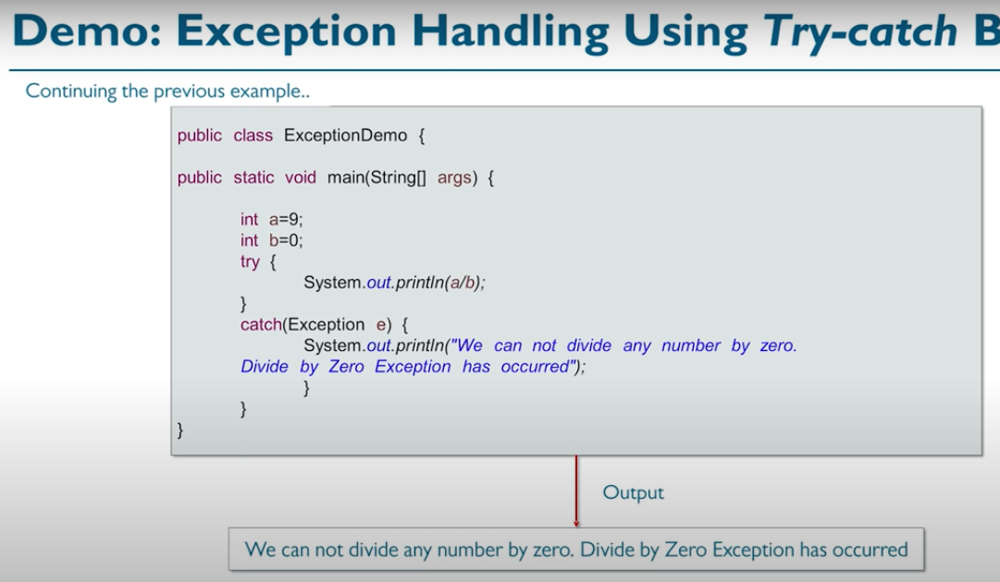 Demo: Exception Handling Using Try-catch B
Continuing the previous example..
public class ExceptionDemo {
public static void main(String[] args) {
int a=9;
int b=0;
try {
System.out.println(a/b);
}
catch(Exception e) {
System.out.println("We can not divide any number by zero.
Divide by Zero Exception has occurred");
}
}
}
Output
We can not divide any number by zero. Divide by Zero Exception has occurred